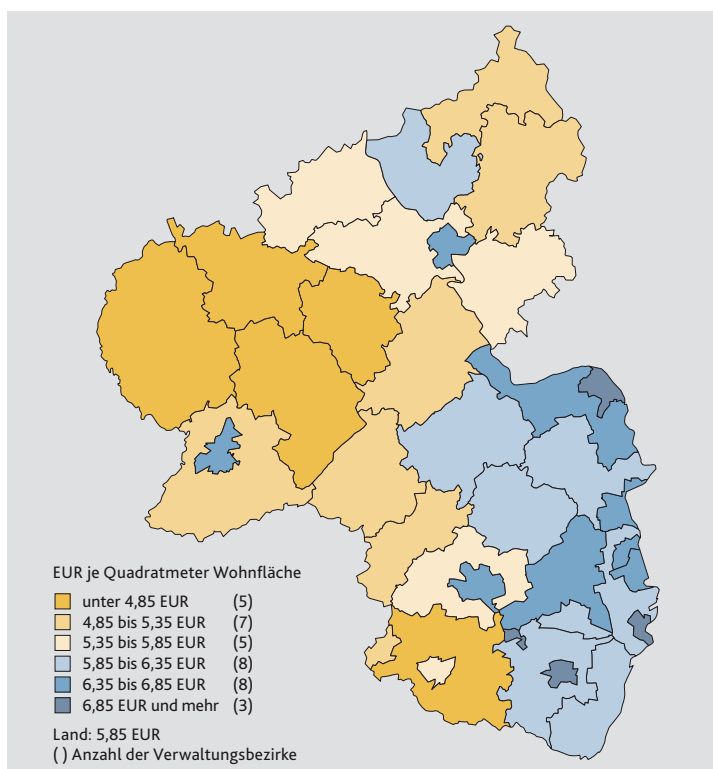 EUR je Quadratmeter Wohnfläche
unter 4,85 EUR (5)
4,85 bis 5,35 EUR (7)
5,35 bis 5,85 EUR (5)
5,85 bis 6,35 EUR (8)
6,35 bis 6,85 EUR (8)
6,85 EUR und mehr (3)
Land: 5,85 EUR
( ) Anzahl der Verwaltungsbezirke